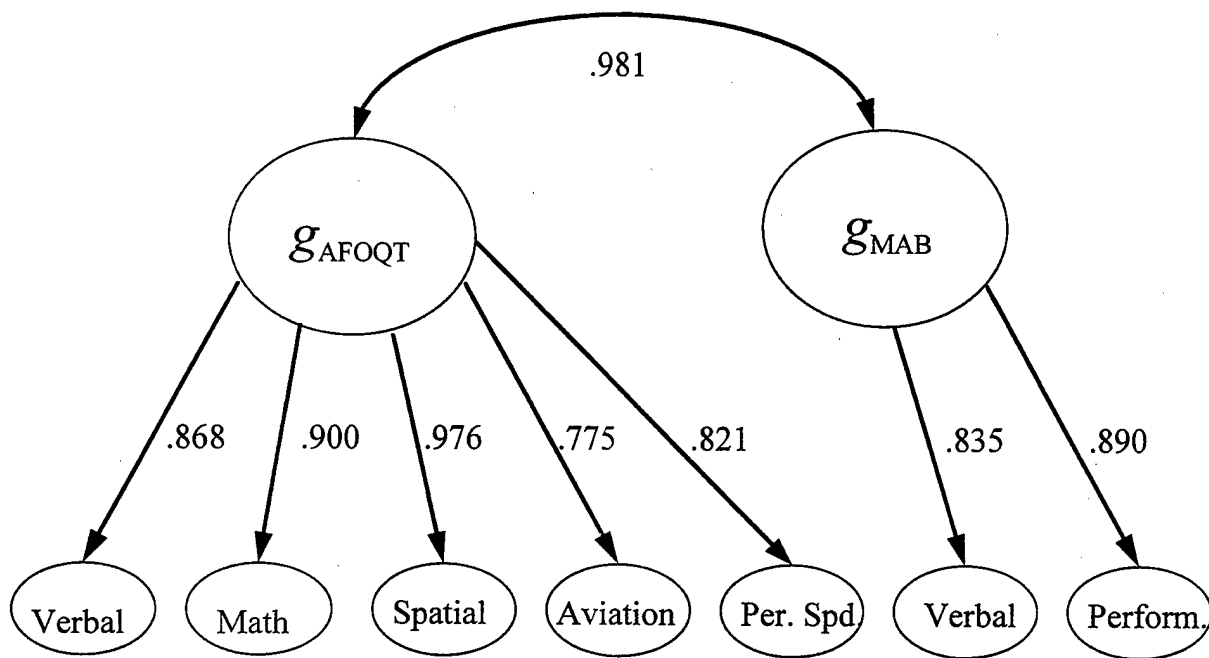 .981
gAFOQT
gMAB
.868
.900
.976
.775
.821
.835
.890
Verbal
Math
Spatial
Aviation
Per. Spd.
Verbal
Perform.